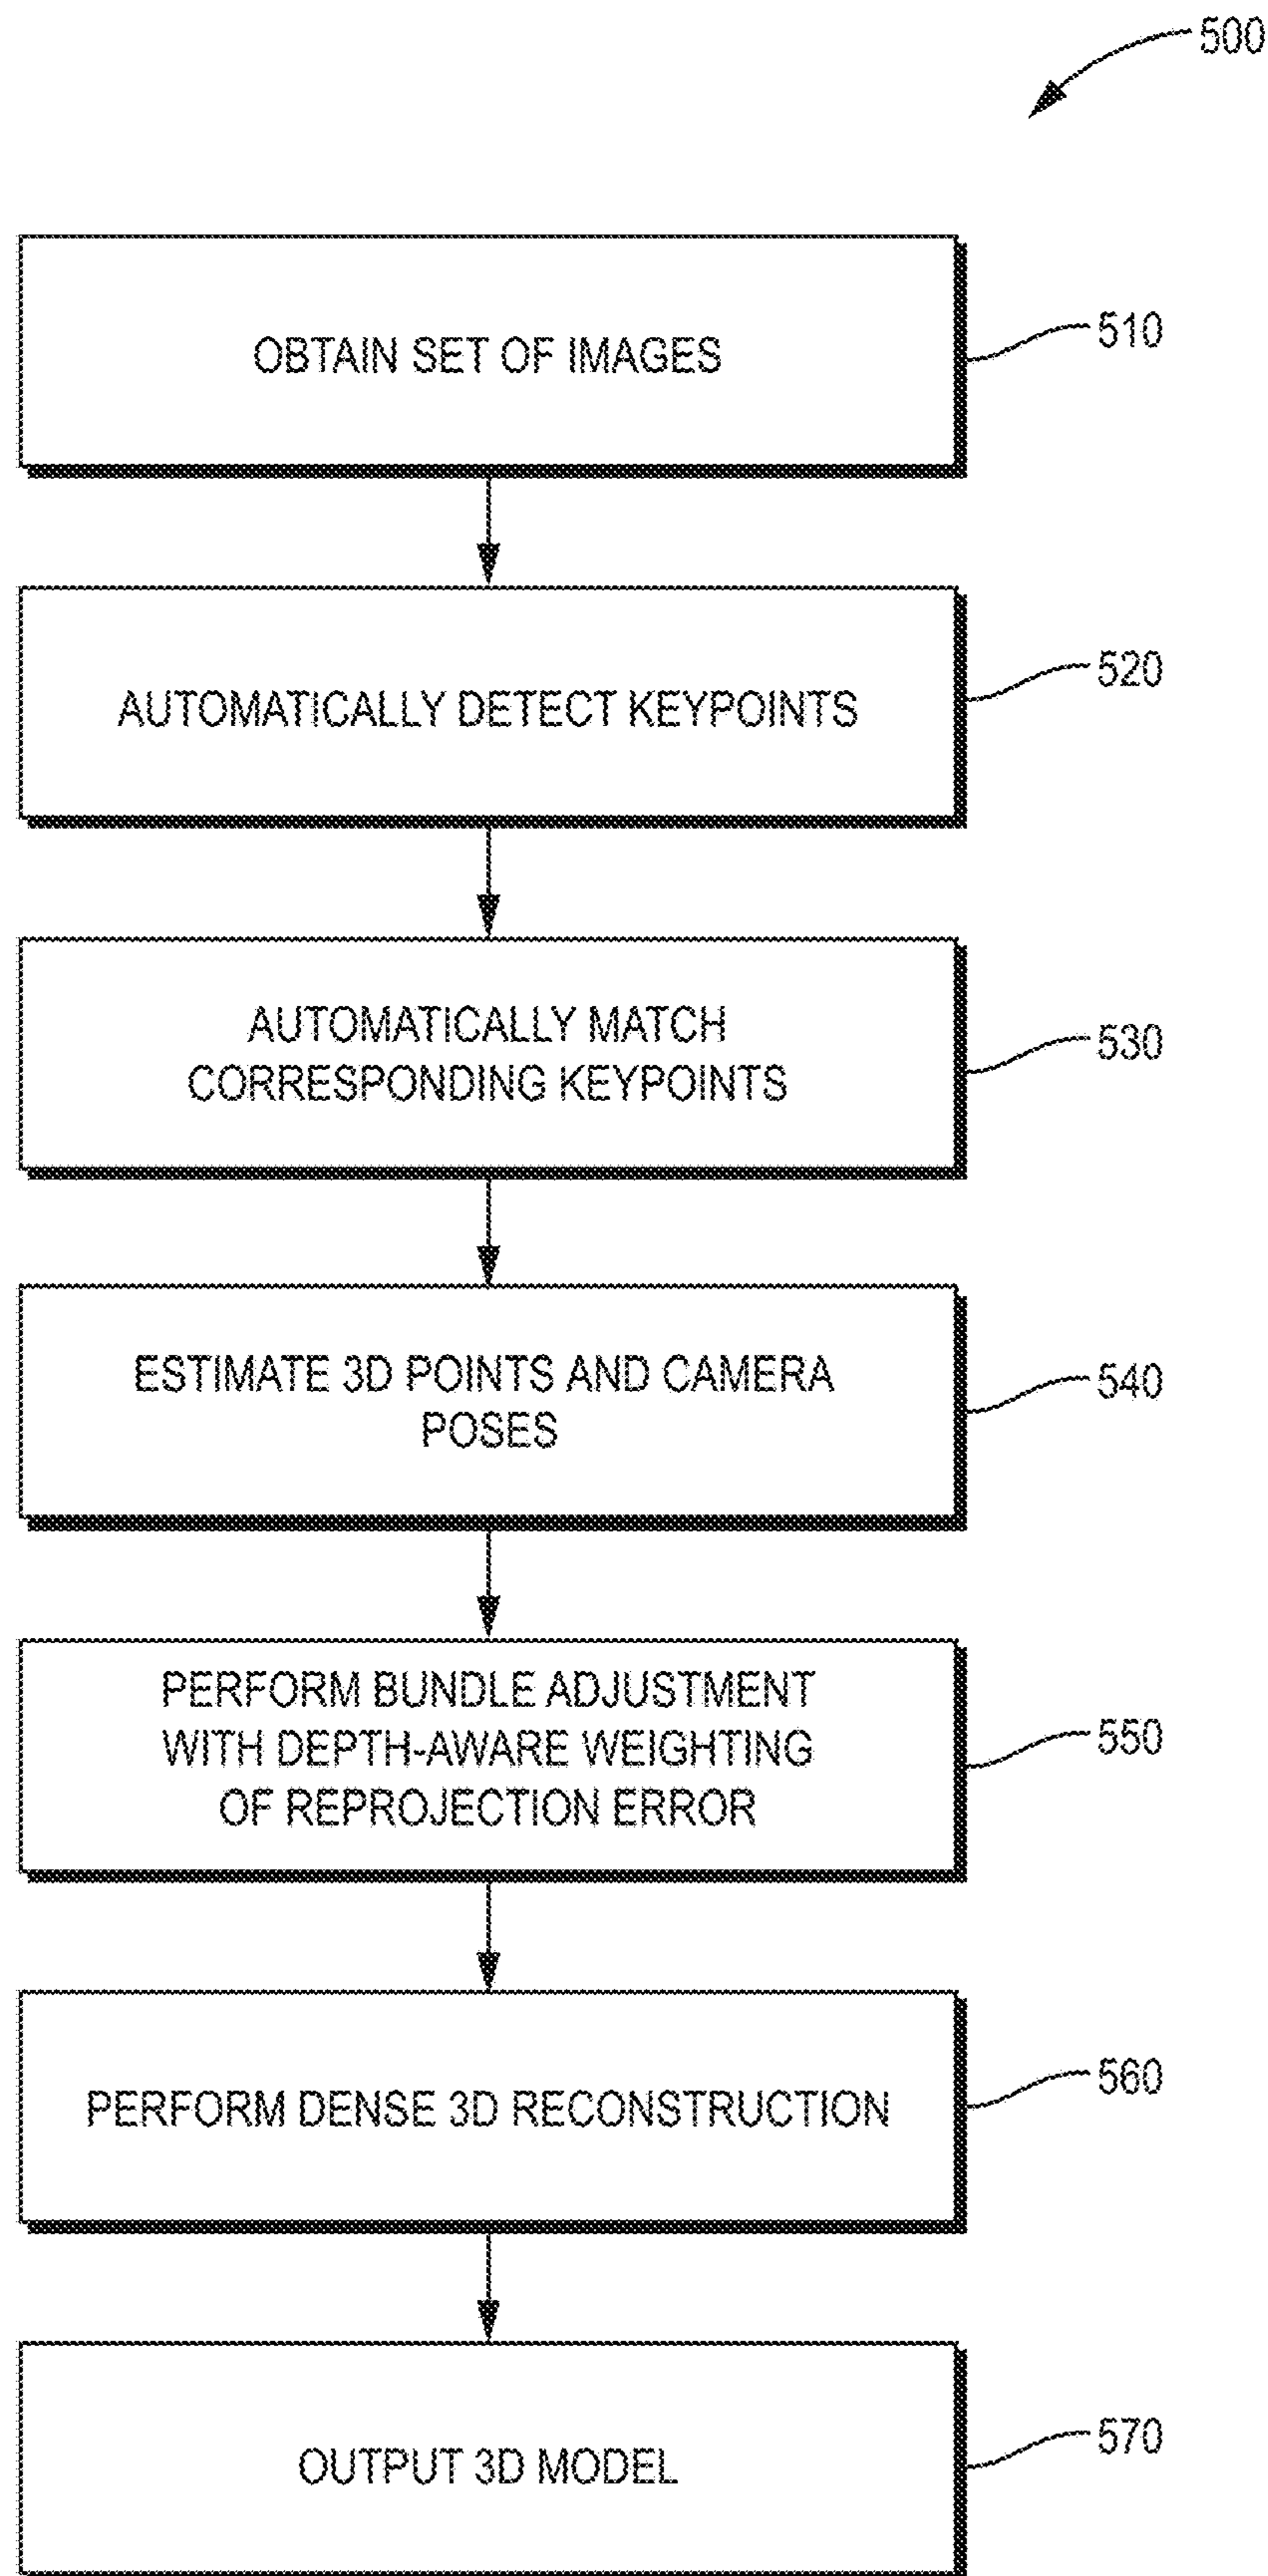 500
OBTAIN SET OF IMAGES
510
AUTOMATICALLY DETECT KEYPOINTS
520
AUTOMATICALLY MATCH
CORRESPONDING KEYPOINTS
530
ESTIMATE 3D POINTS AND CAMERA
POSES
540
PERFORM BUNDLE ADJUSTMENT
WITH DEPTH-AWARE WEIGHTING
OF REPROJECTION ERROR
550
PERFORM DENSE 3D RECONSTRUCTION
560
OUTPUT 3D MODEL
570